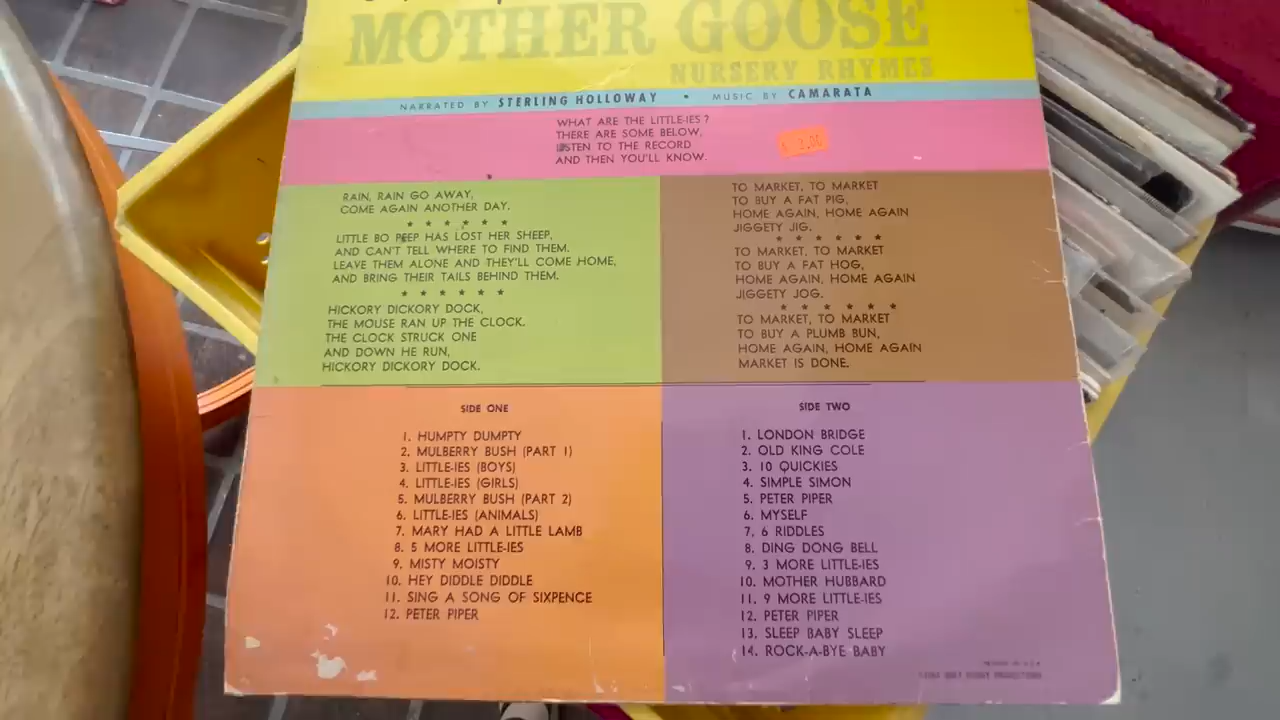 MOTHER GOOSE
NURSERY RHYMES
NARRATED BY STERLING HOLLOWAY • MUSIC BY CAMARATA
WHAT ARE THE LITTLE-IES?
THERE ARE SOME BELOW,
LISTEN TO THE RECORD
AND THEN YOU'LL KNOW.
RAIN, RAIN GO AWAY,
COME AGAIN ANOTHER DAY.
* * * * * *
LITTLE BO PEEP HAS LOST HER SHEEP,
AND CAN'T TELL WHERE TO FIND THEM.
LEAVE THEM ALONE AND THEY'LL COME HOME,
AND BRING THEIR TAILS BEHIND THEM.
* * * * * *
HICKORY DICKORY DOCK,
THE MOUSE RAN UP THE CLOCK.
THE CLOCK STRUCK ONE
AND DOWN HE RUN,
HICKORY DICKORY DOCK.
TO MARKET, TO MARKET
TO BUY A FAT PIG,
HOME AGAIN, HOME AGAIN
JIGGETY JIG.
* * * * * *
TO MARKET, TO MARKET
TO BUY A FAT HOG,
HOME AGAIN, HOME AGAIN
JIGGETY JOG.
* * * * * *
TO MARKET, TO MARKET
TO BUY A PLUMB BUN,
HOME AGAIN, HOME AGAIN
MARKET IS DONE.
SIDE ONE
1. HUMPTY DUMPTY
2. MULBERRY BUSH (PART 1)
3. LITTLE-IES (BOYS)
4. LITTLE-IES (GIRLS)
5. MULBERRY BUSH (PART 2)
6. LITTLE-IES (ANIMALS)
7. MARY HAD A LITTLE LAMB
8. 5 MORE LITTLE-IES
9. MISTY MOISTY
10. HEY DIDDLE DIDDLE
11. SING A SONG OF SIXPENCE
12. PETER PIPER
SIDE TWO
1. LONDON BRIDGE
2. OLD KING COLE
3. 10 QUICKIES
4. SIMPLE SIMON
5. PETER PIPER
6. MYSELF
7. 6 RIDDLES
8. DING DONG BELL
9. 3 MORE LITTLE-IES
10. MOTHER HUBBARD
11. 9 MORE LITTLE-IES
12. PETER PIPER
13. SLEEP BABY SLEEP
14. ROCK-A-BYE BABY